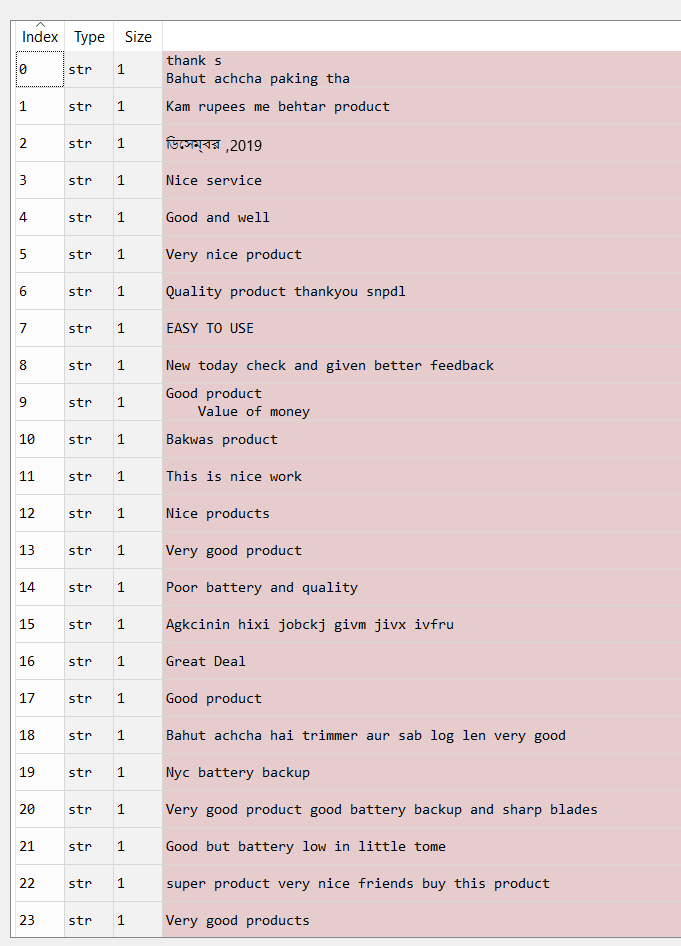 Index Type Size
0 str 1 thank s
Bahut achcha paking tha
1 str 1 Kam rupees me behtar product
2 str 1 ডিসেম্বর ,2019
3 str 1 Nice service
4 str 1 Good and well
5 str 1 Very nice product
6 str 1 Quality product thankyou snpdl
7 str 1 EASY TO USE
8 str 1 New today check and given better feedback
9 str 1 Good product
Value of money
10 str 1 Bakwas product
11 str 1 This is nice work
12 str 1 Nice products
13 str 1 Very good product
14 str 1 Poor battery and quality
15 str 1 Agkcinin hixi jobckj givm jivx ivfru
16 str 1 Great Deal
17 str 1 Good product
18 str 1 Bahut achcha hai trimmer aur sab log len very good
19 str 1 Nyc battery backup
20 str 1 Very good product good battery backup and sharp blades
21 str 1 Good but battery low in little tome
22 str 1 super product very nice friends buy this product
23 str 1 Very good products